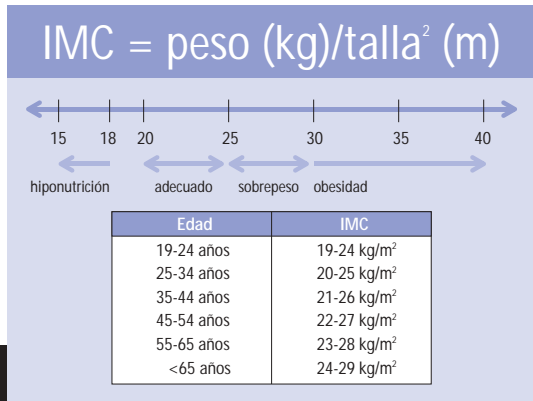 IMC = peso (kg)/talla² (m)
15 18 20 25 30 35 40
hiponutrición adecuado sobrepeso obesidad
Edad IMC
19-24 años 19-24 kg/m²
25-34 años 20-25 kg/m²
35-44 años 21-26 kg/m²
45-54 años 22-27 kg/m²
55-65 años 23-28 kg/m²
<65 años 24-29 kg/m²